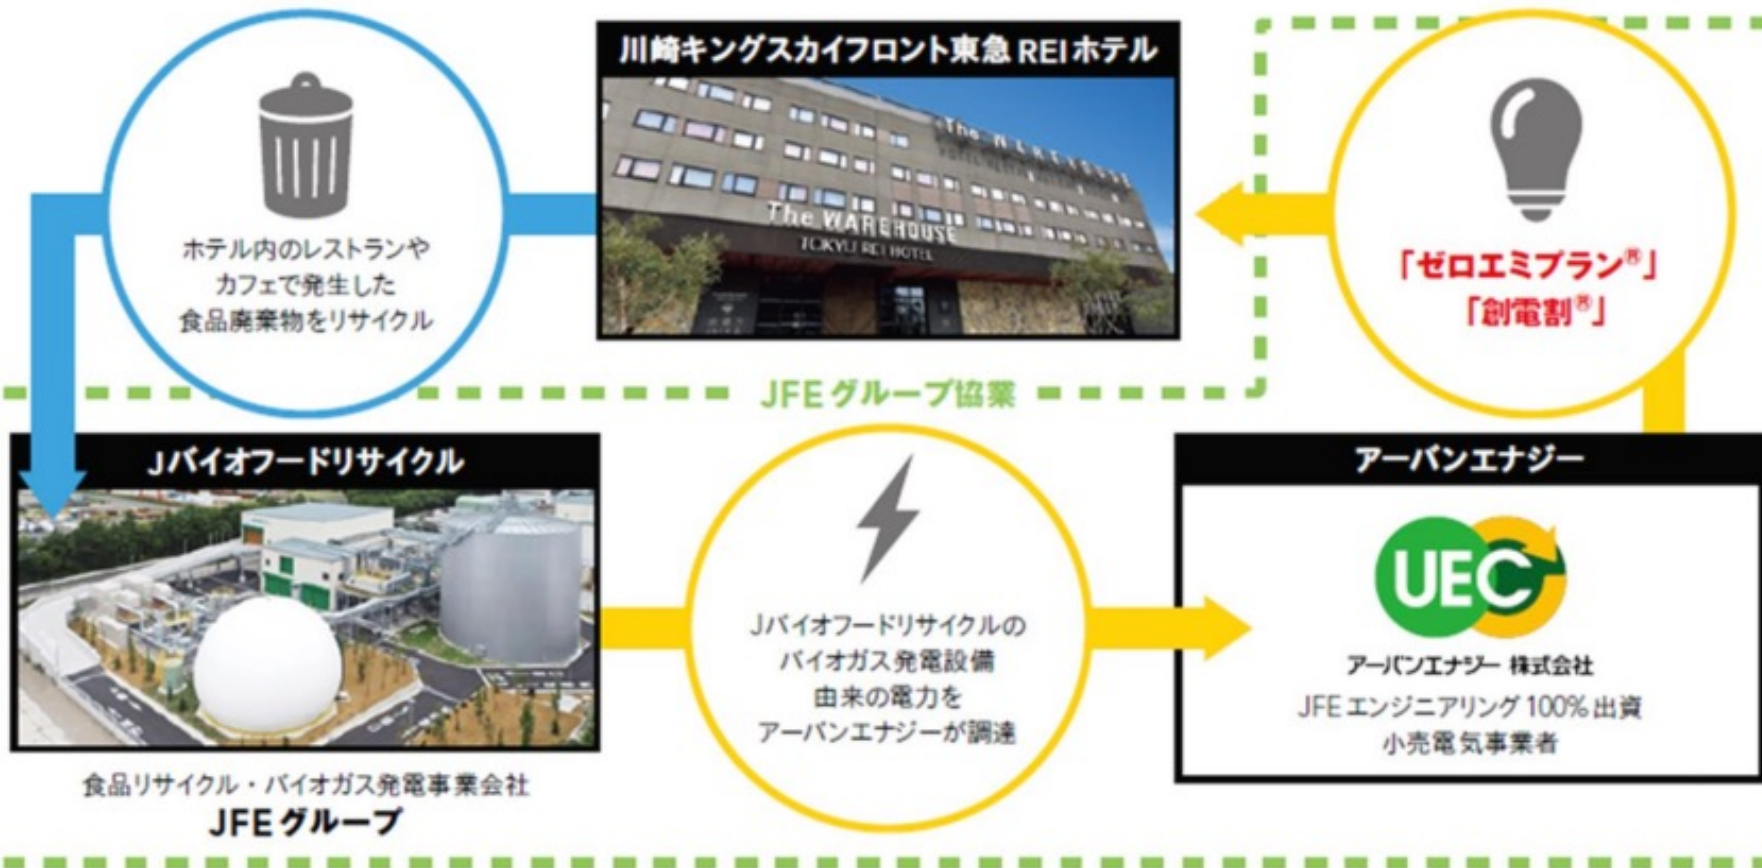 川崎キングスカイフロント東急 REIホテル
The WAREHOUSE
The WAREHOUSE
TOKYU REI HOTEL
ホテル内のレストランや
カフェで発生した
食品廃棄物をリサイクル
「ゼロエミプラン®」
「創電割®」
JFEグループ協業
Jバイオフードリサイクル
食品リサイクル・バイオガス発電事業会社
JFEグループ
Jバイオフードリサイクルの
バイオガス発電設備
由来の電力を
アーバンエナジーが調達
アーバンエナジー
UEC
アーバンエナジー 株式会社
JFEエンジニアリング100%出資
小売電気事業者